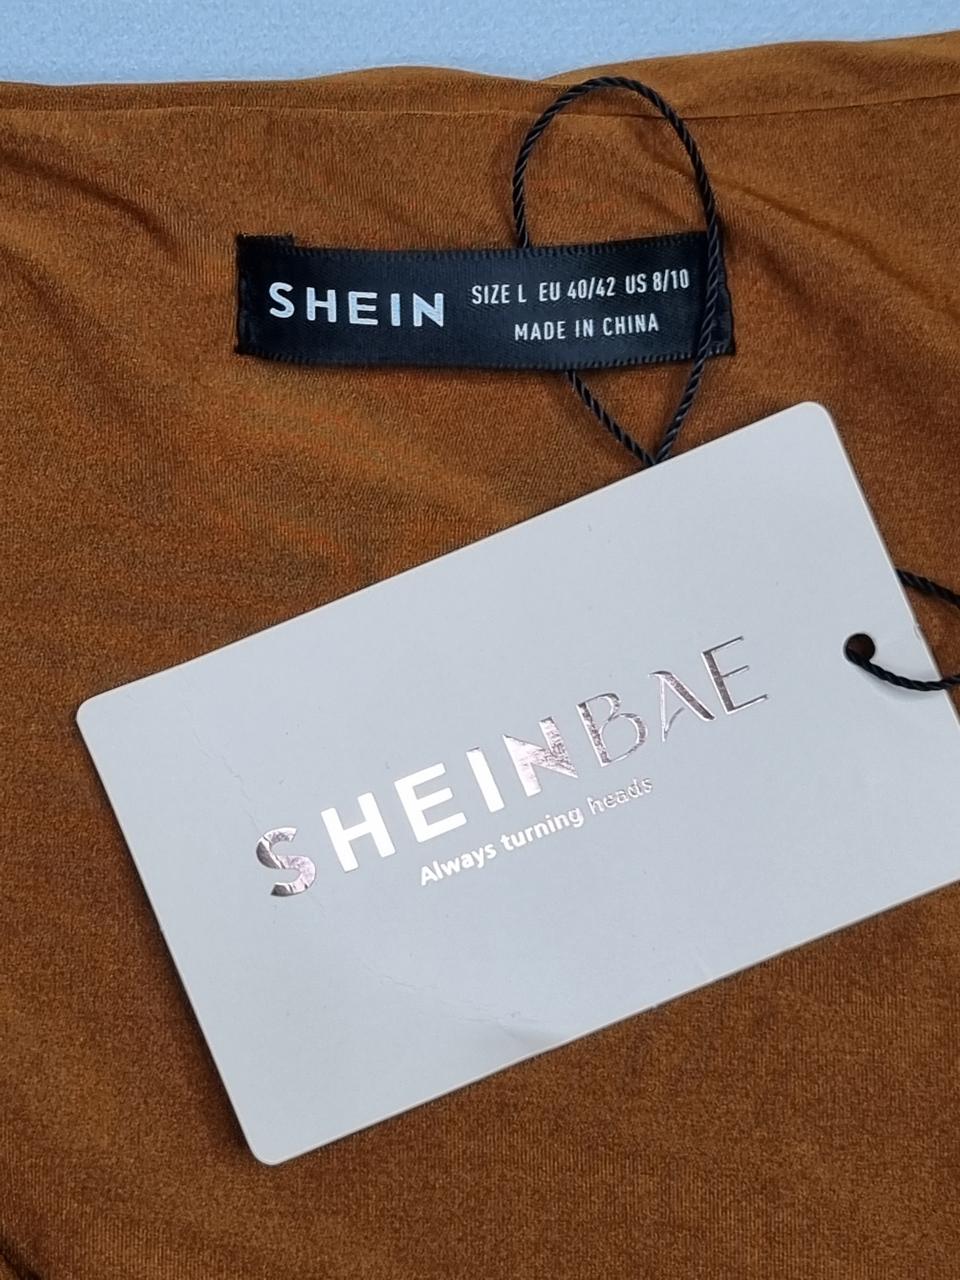 SHEIN
SIZE L EU 40/42 US 8/10
MADE IN CHINA
SHEINBAE
Always turning heads